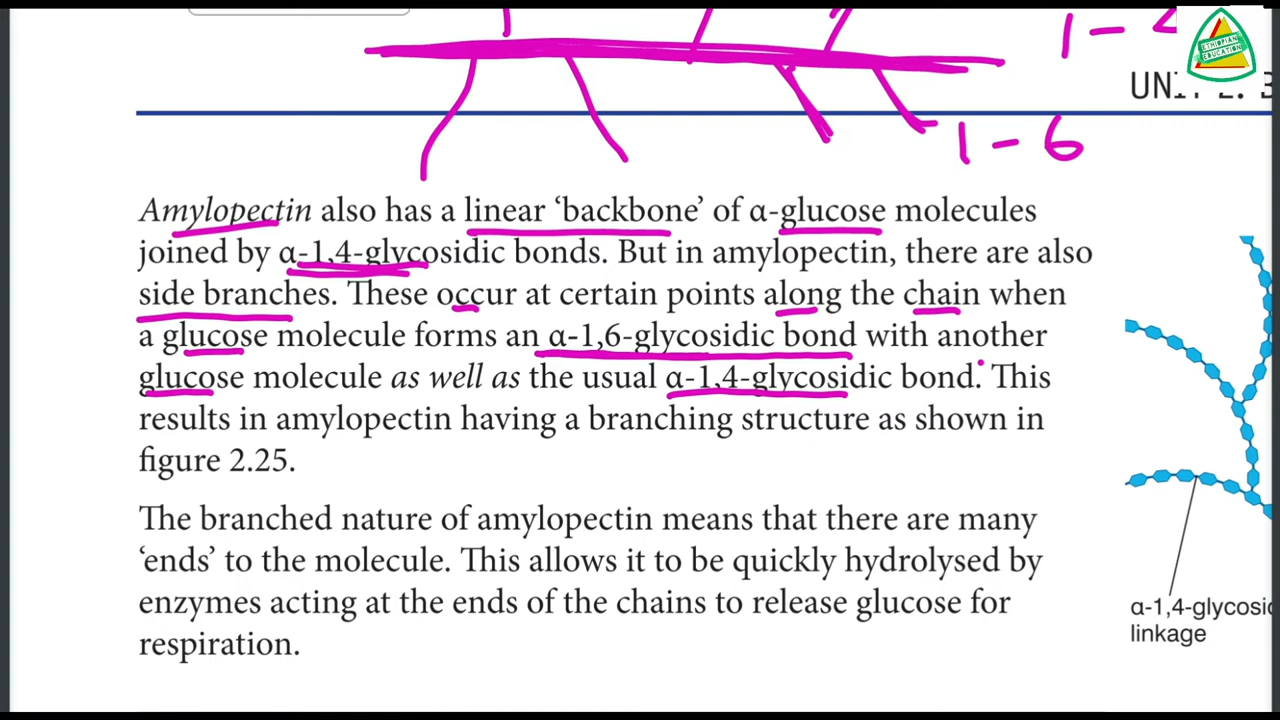 1 - 4
ETHIOPIAN
EDUCATION
1 - 6
Amylopectin also has a linear ‘backbone’ of α-glucose molecules
joined by α-1,4-glycosidic bonds. But in amylopectin, there are also
side branches. These occur at certain points along the chain when
a glucose molecule forms an α-1,6-glycosidic bond with another
glucose molecule as well as the usual α-1,4-glycosidic bond. This
results in amylopectin having a branching structure as shown in
figure 2.25.
The branched nature of amylopectin means that there are many
‘ends’ to the molecule. This allows it to be quickly hydrolysed by
enzymes acting at the ends of the chains to release glucose for
respiration.
α-1,4-glycosidic
linkage